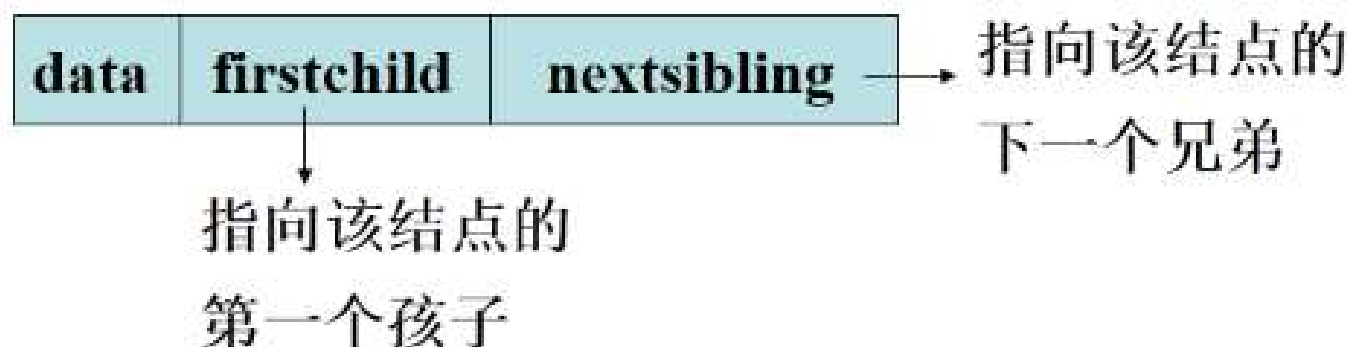 data firstchild nextsibling
指向该结点的
下一个兄弟
指向该结点的
第一个孩子